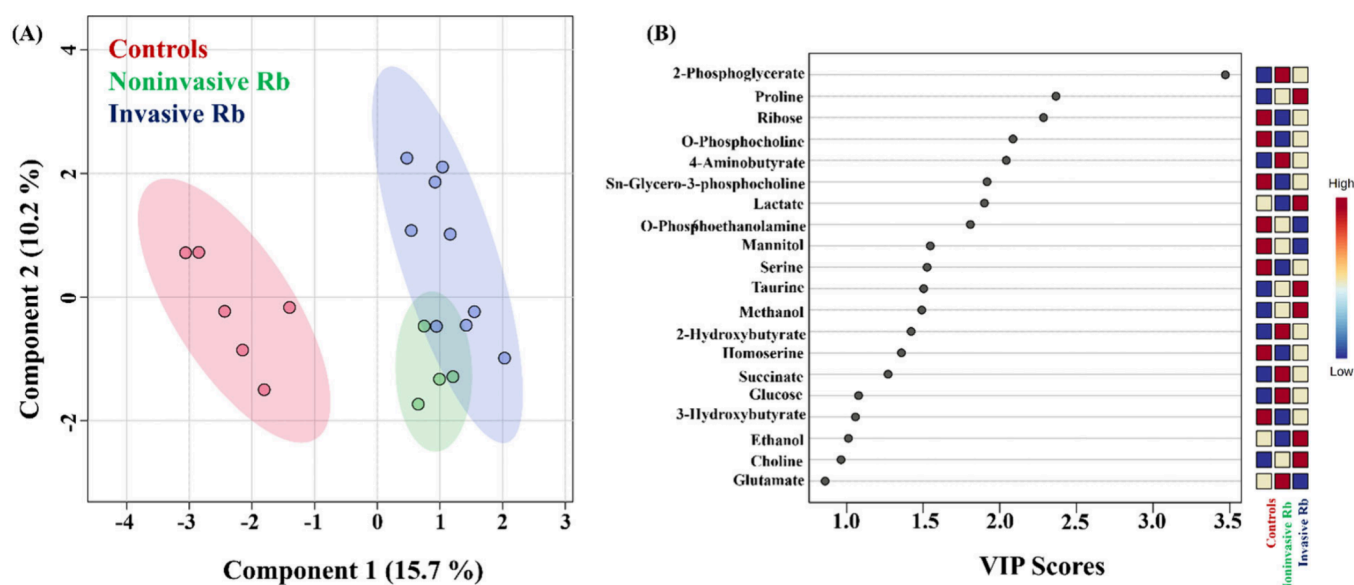 (A)
Controls
Noninvasive Rb
Invasive Rb
Component 2 (10.2 %)
4
2
0
-2
-4
-3
-2
-1
0
1
2
3
Component 1 (15.7 %)
(B)
2-Phosphoglycerate
Proline
Ribose
O-Phosphocholine
4-Aminobutyrate
Sn-Glycero-3-phosphocholine
Lactate
O-Phosphoethanolamine
Mannitol
Serine
Taurine
Methanol
2-Hydroxybutyrate
Homoserine
Succinate
Glucose
3-Hydroxybutyrate
Ethanol
Choline
Glutamate
1.0
1.5
2.0
2.5
3.0
3.5
VIP Scores
Controls
Noninvasive Rb
Invasive Rb
High
Low